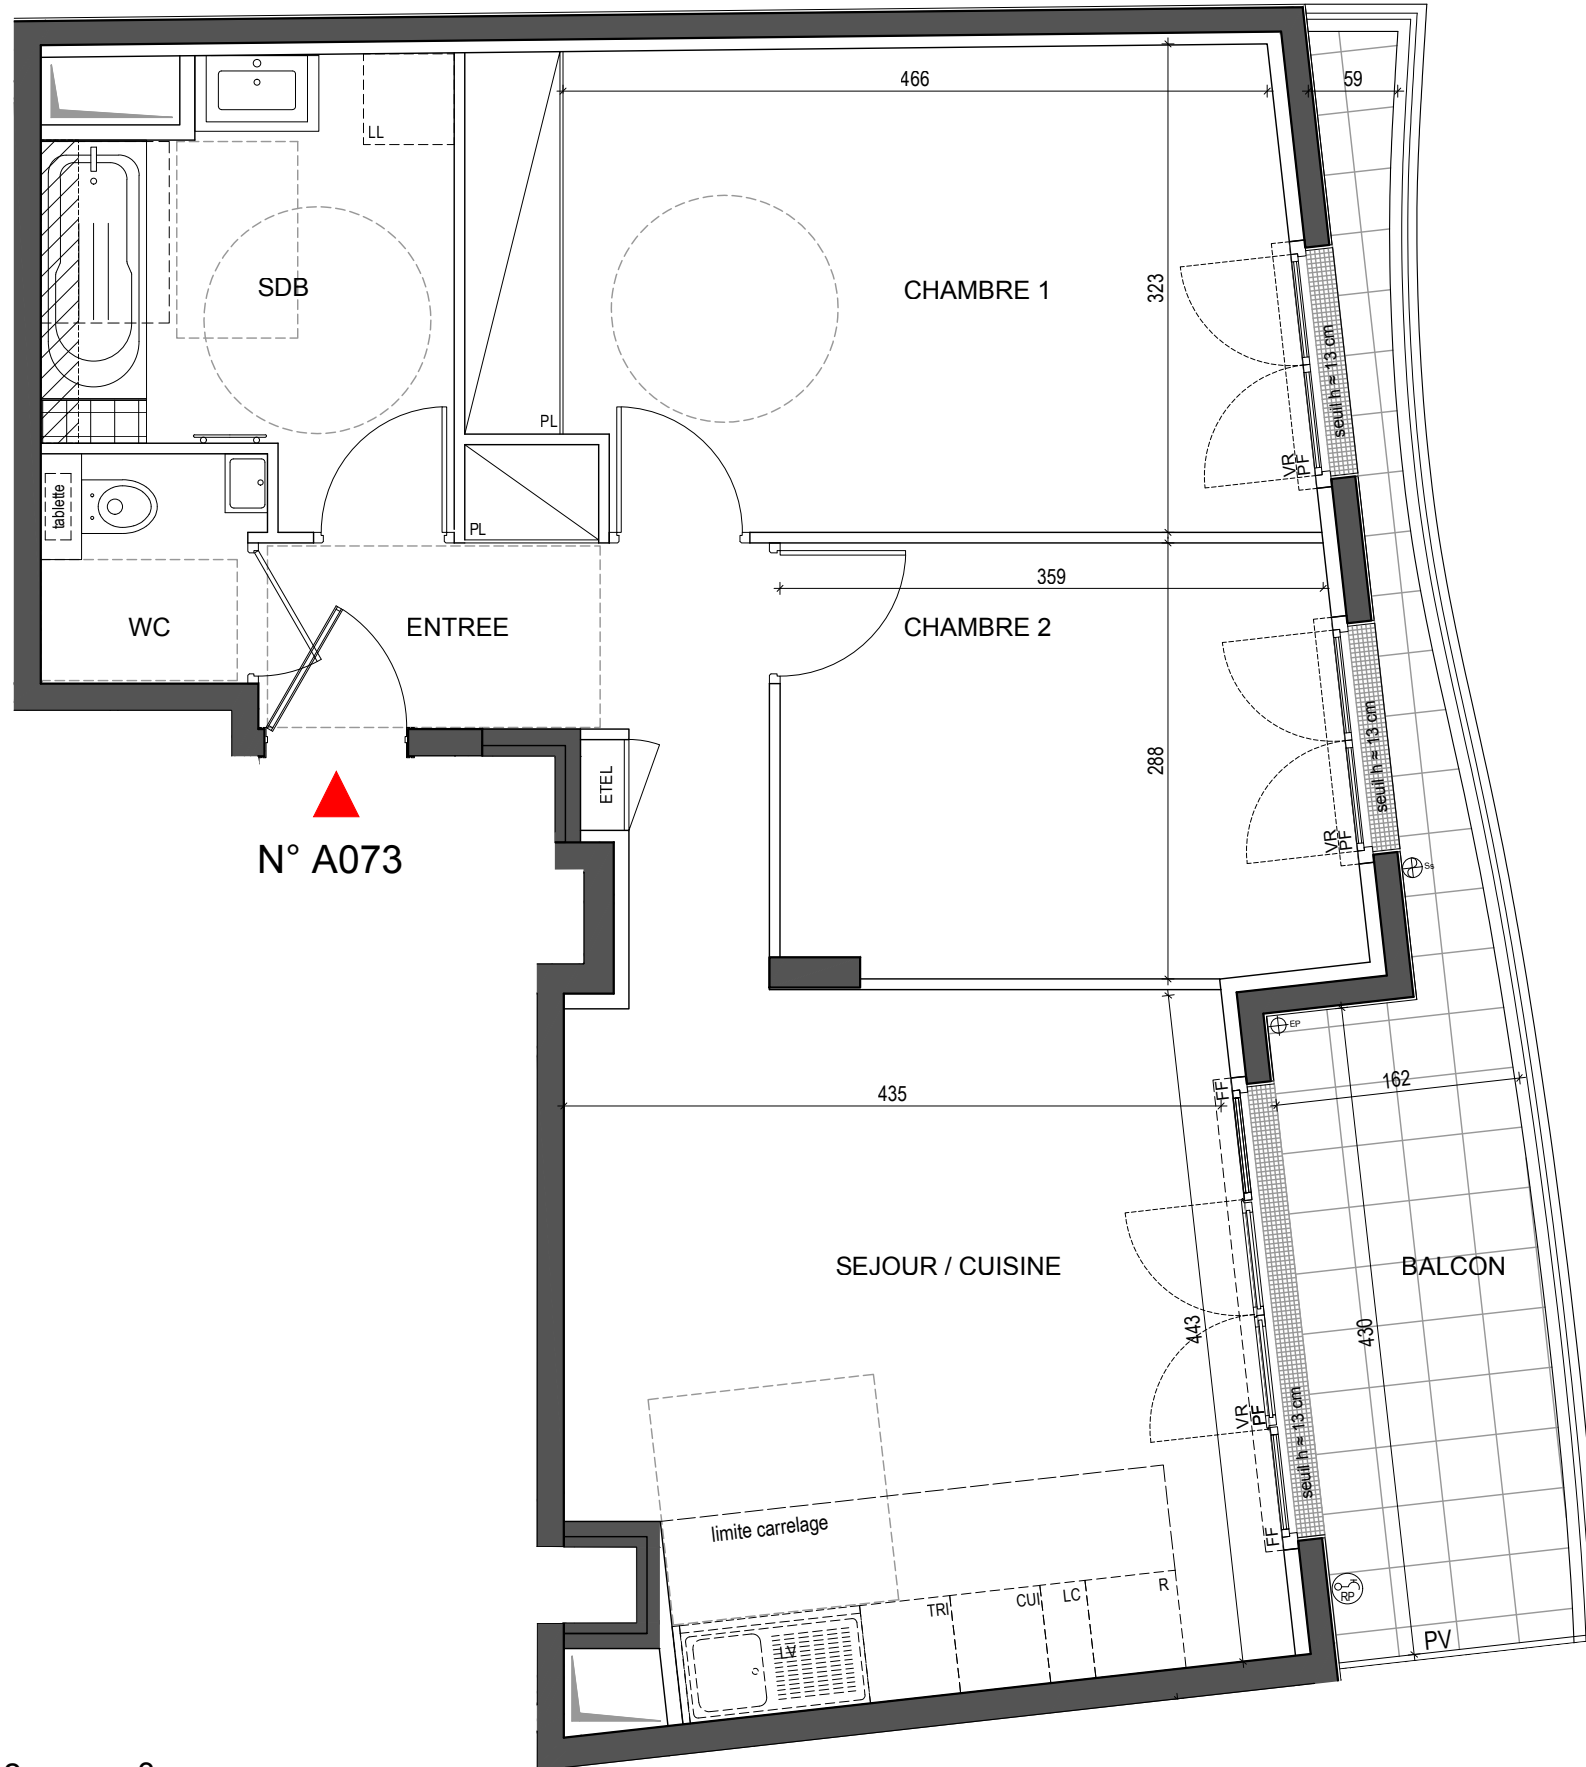 466
59
LL
SDB
CHAMBRE 1
323
seuil h ≈ 13 cm
PL
VR
PF
tablette
PL
359
WC
ENTREE
CHAMBRE 2
288
seuil h ≈ 13 cm
ETEL
VR
PF
N° A073
Ss
EP
FF
435
162
SEJOUR / CUISINE
BALCON
443
430
VR
PF
seuil h ≈ 13 cm
limite carrelage
FF
TRI
CUI
LC
R
RP
LV
PV